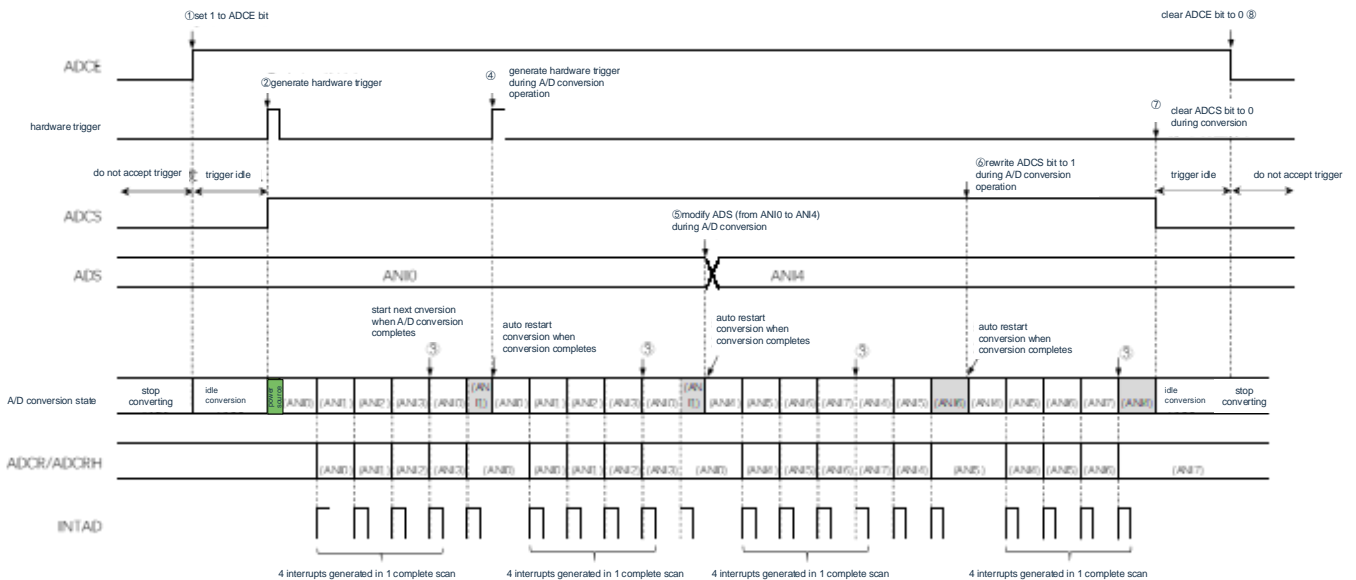 ①set 1 to ADCE bit
clear ADCE bit to 0 ⑧
ADCE
②generate hardware trigger
④
generate hardware trigger
during A/D conversion
operation
⑦
clear ADCS bit to 0
during conversion
hardware trigger
⑥rewrite ADCS bit to 1
during A/D conversion
operation
do not accept trigger
trigger idle
trigger idle
do not accept trigger
ADCS
⑤modify ADS (from ANI0 to ANI4)
during A/D conversion
ADS
ANI0
ANI4
start next cnversion
when A/D conversion
completes
auto restart
conversion when
conversion completes
auto restart
conversion when
conversion completes
auto restart
conversion when
conversion completes
③
③
③
③
A/D conversion state
stop
converting
idle
conversion
power
source
(ANI0) (ANI1) (ANI2) (ANI3) (ANI0)
(ANI0) (ANI1) (ANI2) (ANI3) (ANI0)
(ANI4) (ANI5) (ANI6) (ANI7) (ANI4) (ANI5)
(ANI4) (ANI5) (ANI6) (ANI7) (ANI4)
idle
conversion
stop
converting
ADCR/ADCRH
(ANI0) (ANI1) (ANI2) (ANI3) (ANI0)
(ANI0) (ANI1) (ANI2) (ANI3) (ANI0)
(ANI4) (ANI5) (ANI6) (ANI7) (ANI4) (ANI5)
(ANI4) (ANI5) (ANI6) (ANI7)
INTAD
4 interrupts generated in 1 complete scan
4 interrupts generated in 1 complete scan
4 interrupts generated in 1 complete scan
4 interrupts generated in 1 complete scan